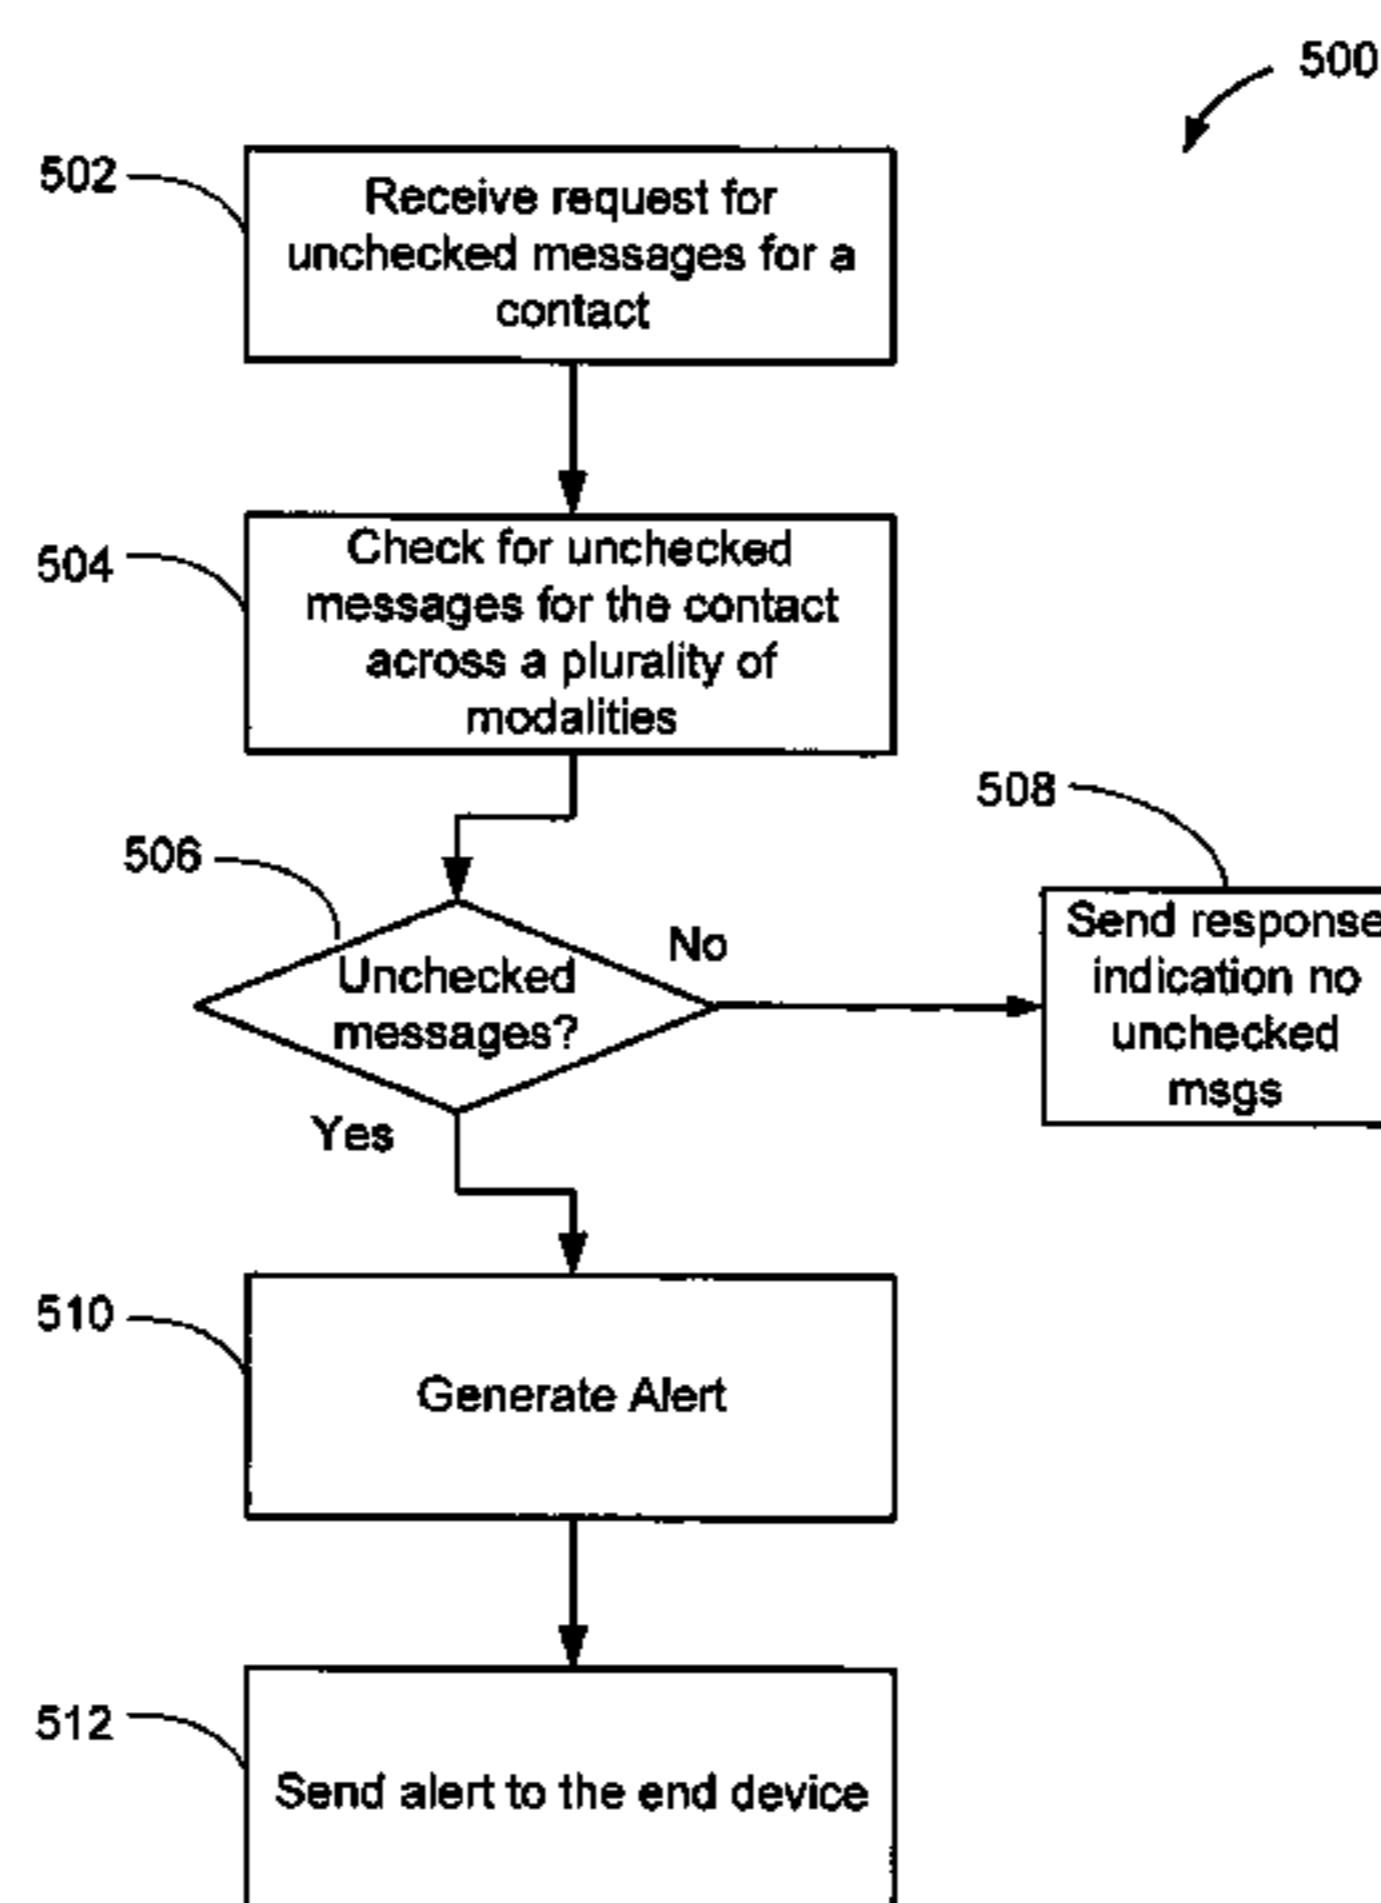 500
502
Receive request for
unchecked messages for a
contact
504
Check for unchecked
messages for the contact
across a plurality of
modalities
506
Unchecked
messages?
No
Yes
508
Send response
indication no
unchecked
msgs
510
Generate Alert
512
Send alert to the end device